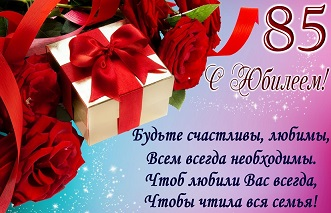 85
С Юбилеем!
Будьте счастливы, любимы,
Всем всегда необходимы.
Чтоб любили Вас всегда,
Чтобы чтила вся семья!